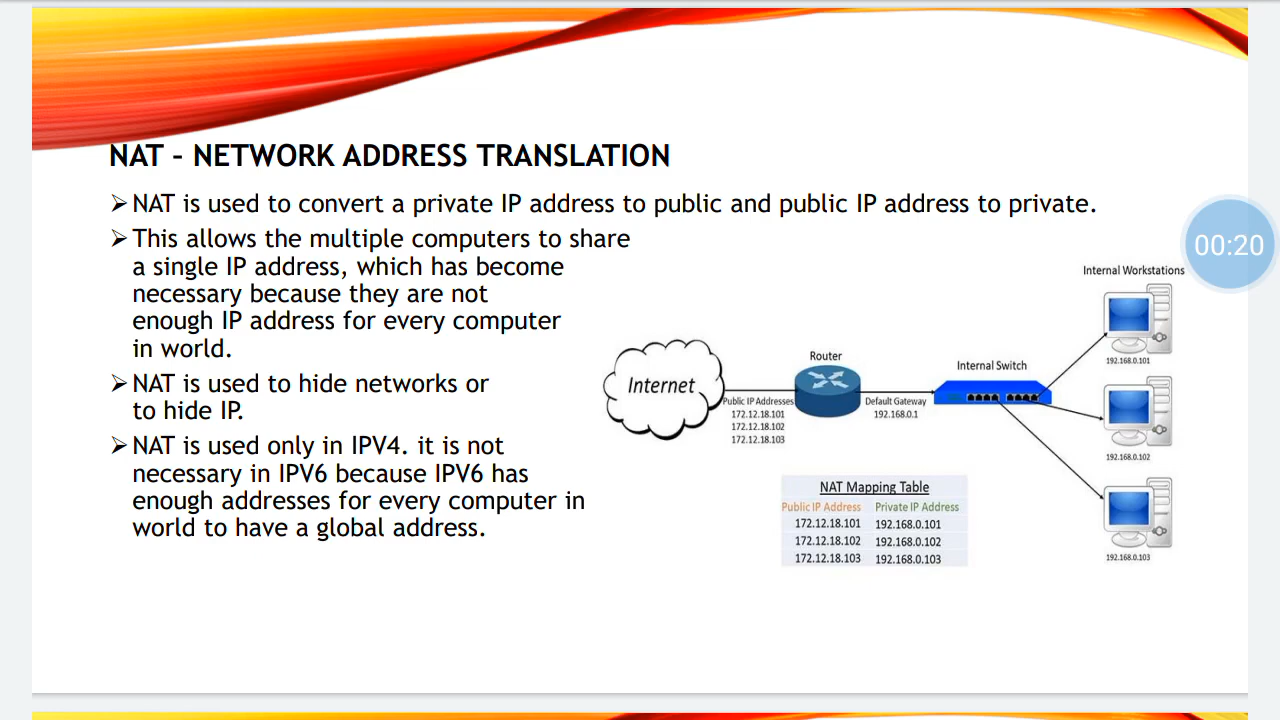 NAT – NETWORK ADDRESS TRANSLATION
➢NAT is used to convert a private IP address to public and public IP address to private.
➢This allows the multiple computers to share
a single IP address, which has become
necessary because they are not
enough IP address for every computer
in world.
➢NAT is used to hide networks or
to hide IP.
➢NAT is used only in IPV4. it is not
necessary in IPV6 because IPV6 has
enough addresses for every computer in
world to have a global address.
00:20
Internal Workstations
192.168.0.101
Router
Internal Switch
Internet
Public IP Addresses
172.12.18.101
172.12.18.102
172.12.18.103
Default Gateway
192.168.0.1
192.168.0.102
192.168.0.103
NAT Mapping Table
Public IP Address Private IP Address
172.12.18.101 192.168.0.101
172.12.18.102 192.168.0.102
172.12.18.103 192.168.0.103